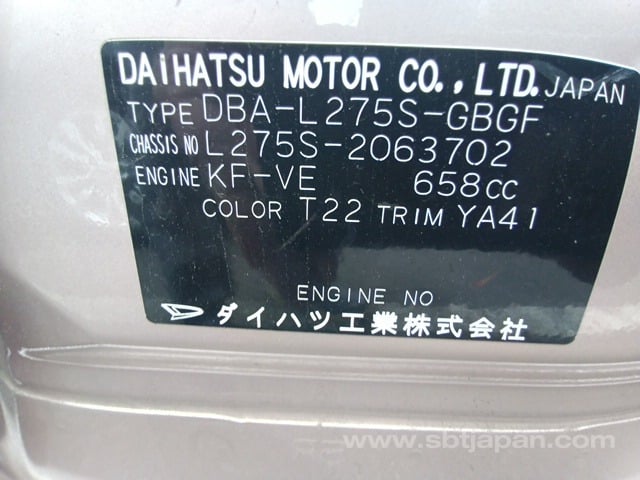 DAIHATSU MOTOR CO., LTD. JAPAN
TYPE DBA-L275S-GBGF
CHASSIS NO L275S-2063702
ENGINE KF-VE 658CC
COLOR T22 TRIM YA41
ENGINE NO
ダイハツ工業株式会社
www.sbtjapan.com